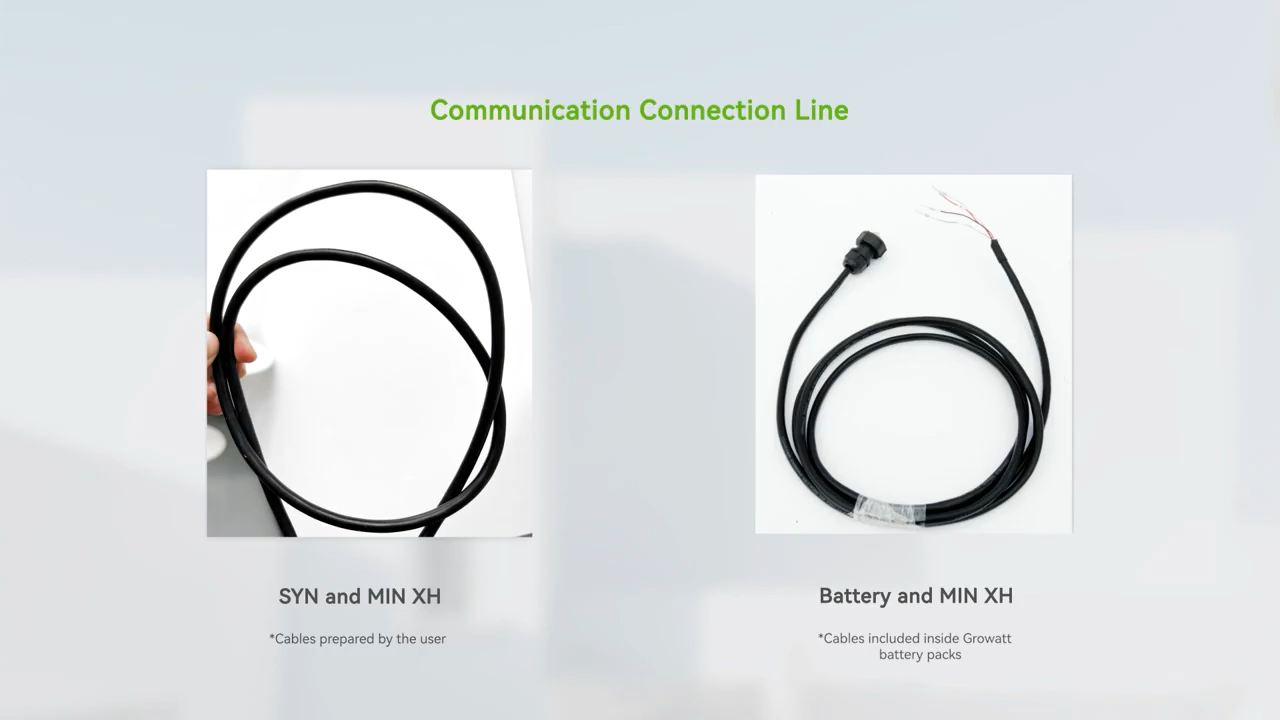 Communication Connection Line
SYN and MIN XH
*Cables prepared by the user
Battery and MIN XH
*Cables included inside Growatt
battery packs